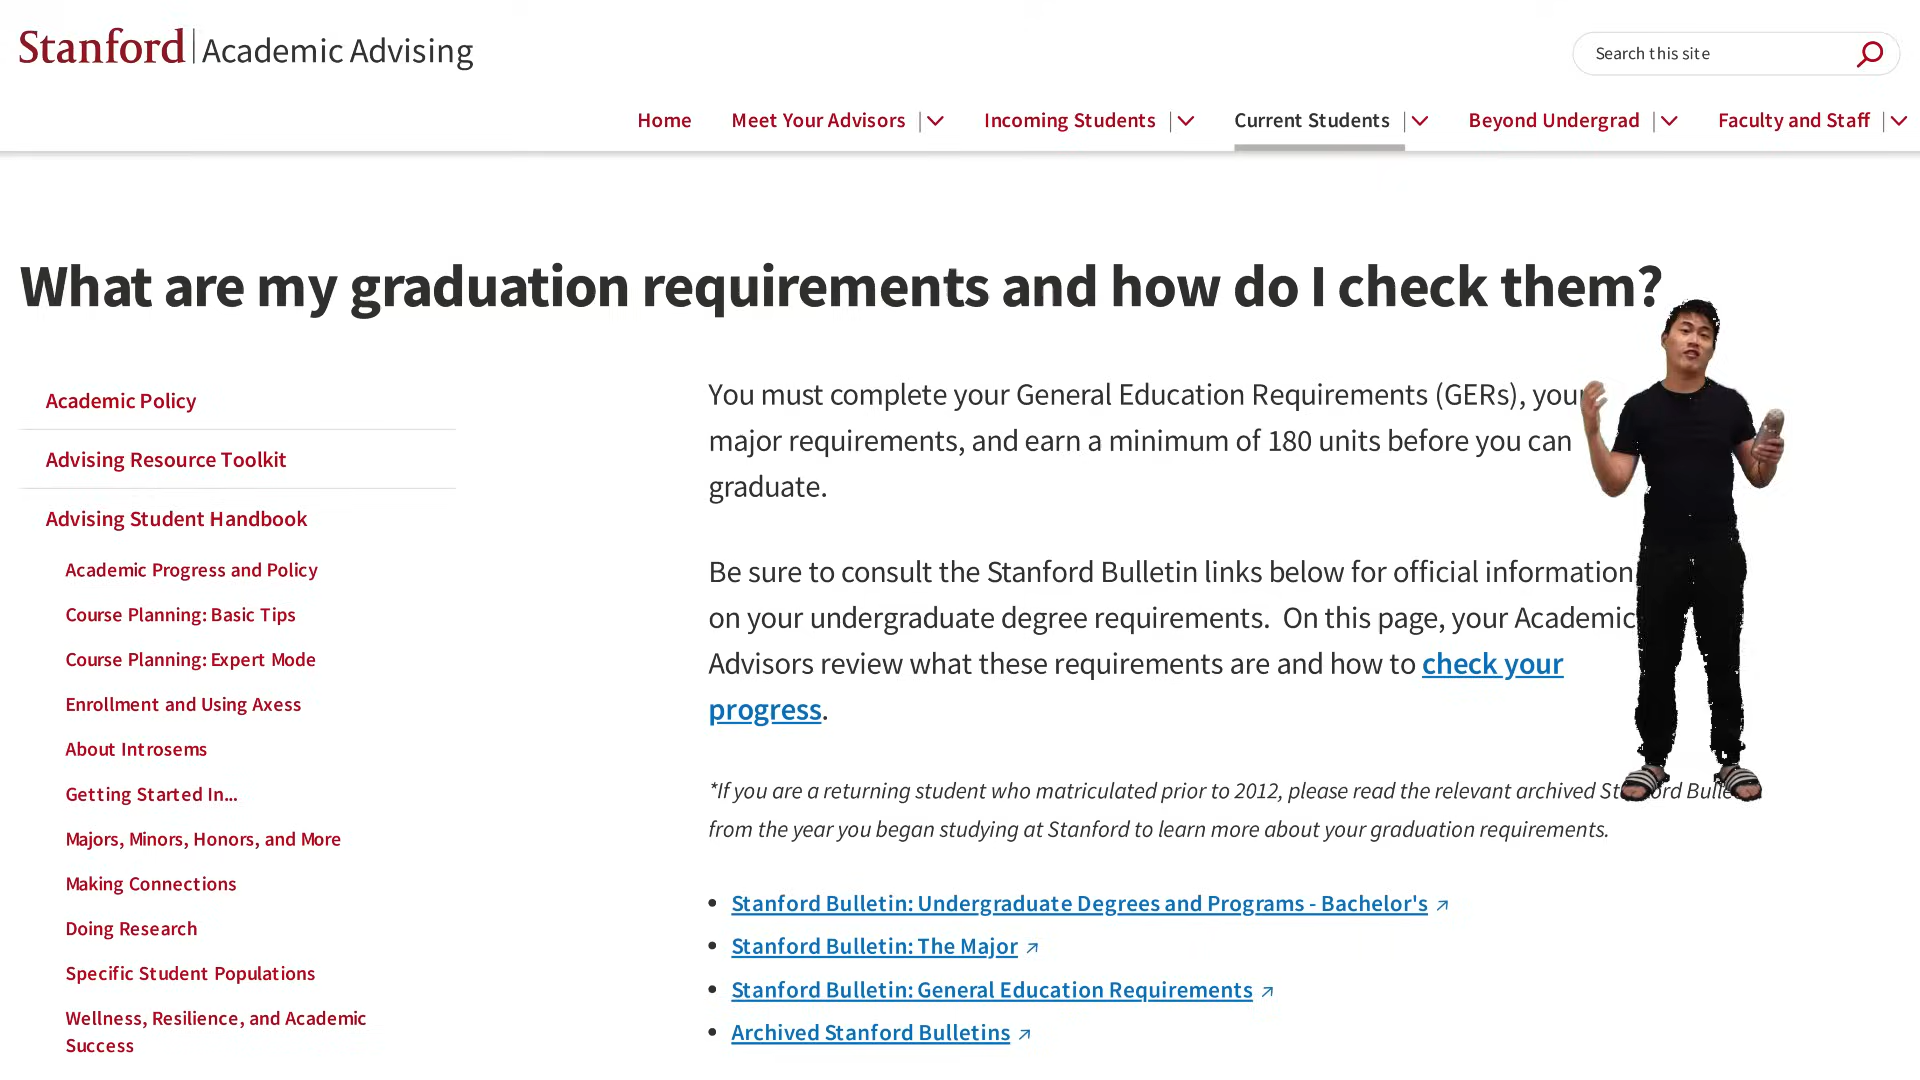 Stanford | Academic Advising
Search this site
Home Meet Your Advisors Incoming Students Current Students Beyond Undergrad Faculty and Staff
What are my graduation requirements and how do I check them?
Academic Policy
Advising Resource Toolkit
Advising Student Handbook
Academic Progress and Policy
Course Planning: Basic Tips
Course Planning: Expert Mode
Enrollment and Using Axess
About Introsems
Getting Started In...
Majors, Minors, Honors, and More
Making Connections
Doing Research
Specific Student Populations
Wellness, Resilience, and Academic
Success
You must complete your General Education Requirements (GERs), your
major requirements, and earn a minimum of 180 units before you can
graduate.
Be sure to consult the Stanford Bulletin links below for official information
on your undergraduate degree requirements. On this page, your Academic
Advisors review what these requirements are and how to check your
progress.
*If you are a returning student who matriculated prior to 2012, please read the relevant archived
from the year you began studying at Stanford to learn more about your graduation requirements.
• Stanford Bulletin: Undergraduate Degrees and Programs - Bachelor's
• Stanford Bulletin: The Major
• Stanford Bulletin: General Education Requirements
• Archived Stanford Bulletins